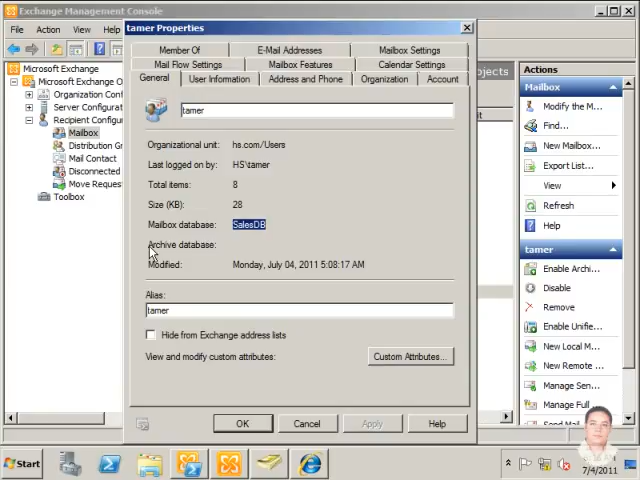 Exchange Management Console
File Action View Help
Microsoft Exchange
Microsoft Exchange O
Organization Conf
Server Configurat
Recipient Configu
Mailbox
Distribution Gr
Mail Contact
Disconnected
Move Reques
Toolbox
tamer Properties
Member Of
E-Mail Addresses
Mailbox Settings
Mail Flow Settings
Mailbox Features
Calendar Settings
General
User Information
Address and Phone
Organization
Account
tamer
Organizational unit: hs.com/Users
Last logged on by: HS\tamer
Total items: 8
Size (KB): 28
Mailbox database: SalesDB
Archive database:
Modified: Monday, July 04, 2011 5:08:17 AM
Alias:
tamer
Hide from Exchange address lists
View and modify custom attributes:
Custom Attributes...
OK
Cancel
Apply
Help
bjects
it
Actions
Mailbox
Modify the M...
Find...
New Mailbox...
Export List...
View
Refresh
Help
tamer
Enable Archi...
Disable
Remove
Enable Unifie...
New Local M...
New Remote ...
Manage Sen...
Manage Full ...
Send Mail
Start
7/4/2011